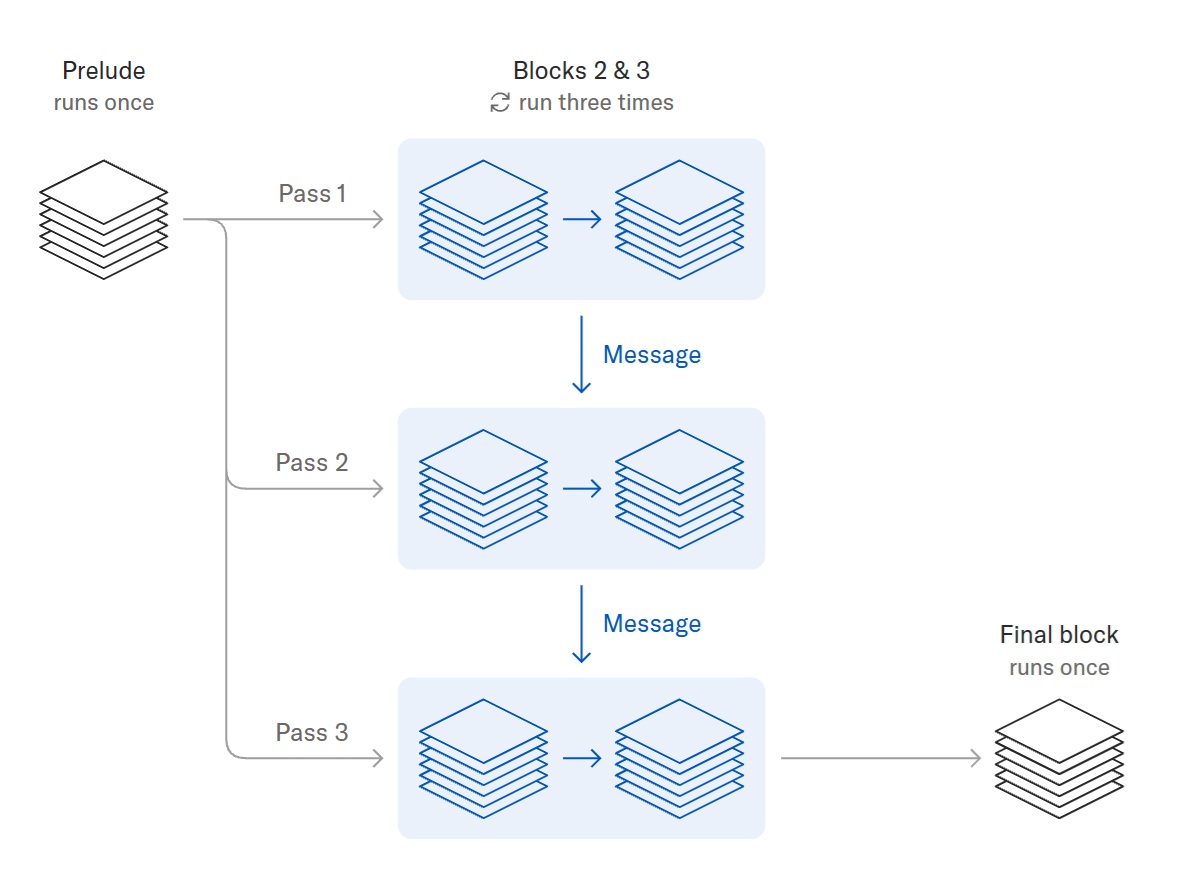 Prelude
runs once
Blocks 2 & 3
run three times
Pass 1
Message
Pass 2
Message
Final block
runs once
Pass 3